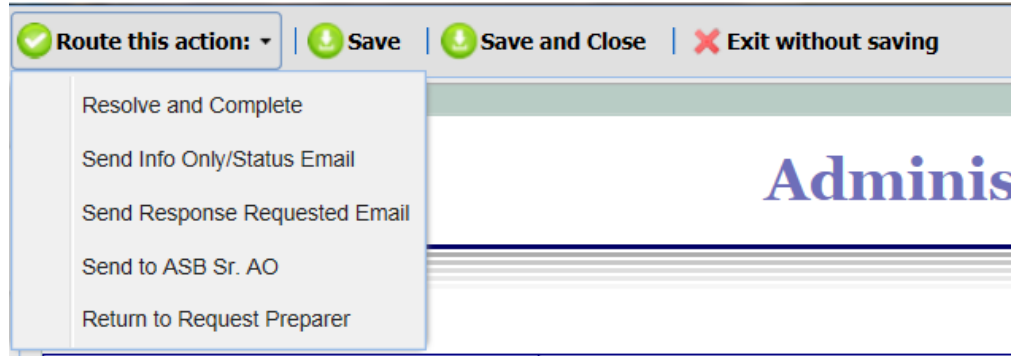 Route this action: Save Save and Close Exit without saving
Resolve and Complete
Send Info Only/Status Email
Send Response Requested Email
Send to ASB Sr. AO
Return to Request Preparer
Adminis